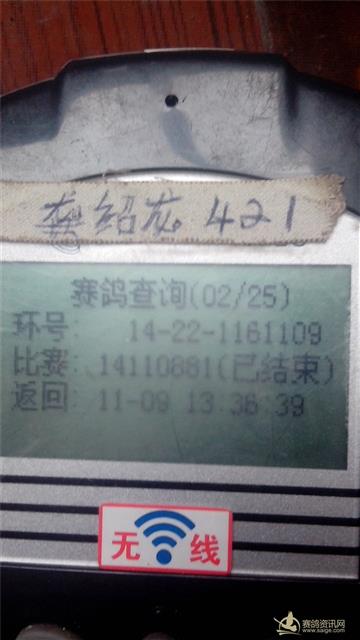 李绍龙 421
赛鸽查询(02/25)
环号: 14-22-1161109
比赛: 14110881(已结束)
返回: 11-09 13:36:39
无线
赛鸽资讯网
www.saige.com